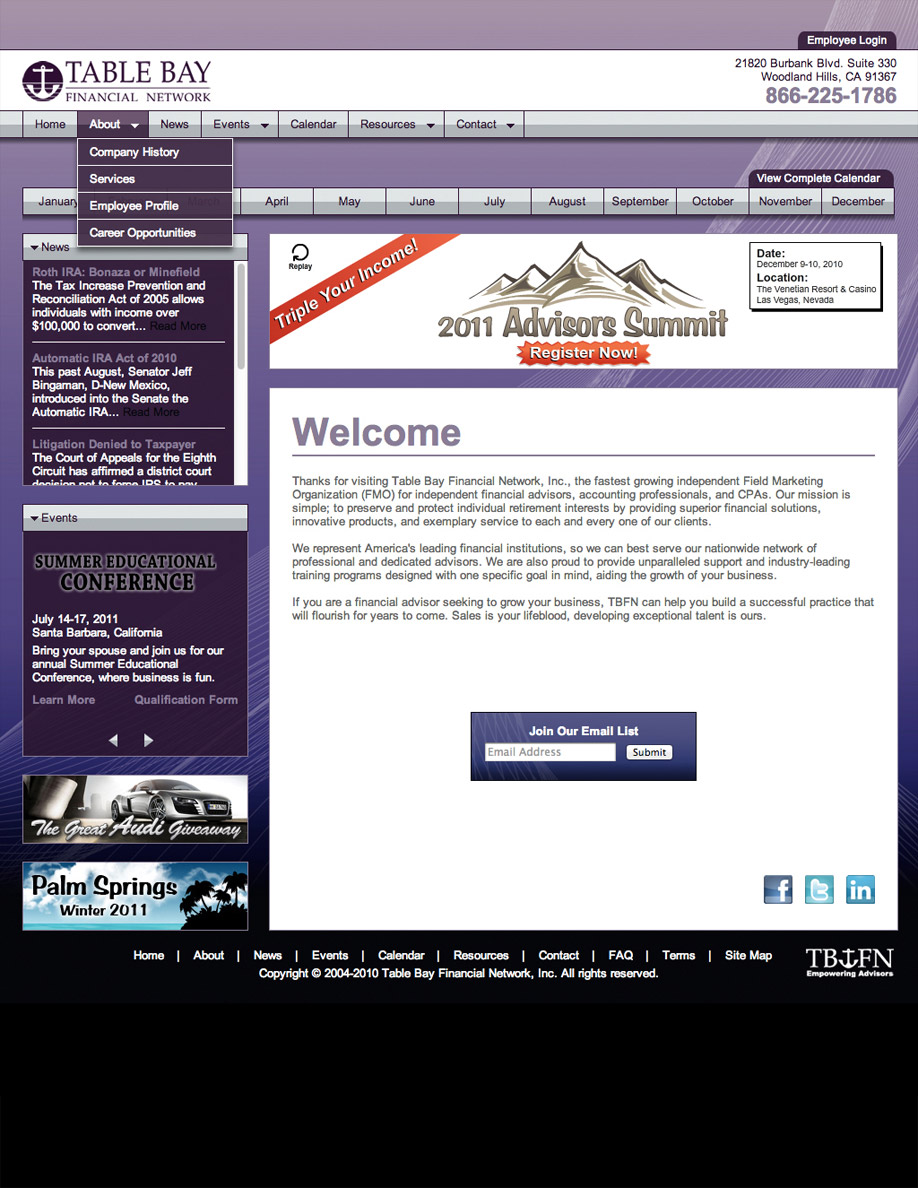 Employee Login
TABLE BAY
FINANCIAL NETWORK
21820 Burbank Blvd. Suite 330
Woodland Hills, CA 91367
866-225-1786
Home About News Events Calendar Resources Contact
Company History
Services
Employee Profile
Career Opportunities
View Complete Calendar
January March April May June July August September October November December
News
Roth IRA: Bonaza or Minefield
The Tax Increase Prevention and
Reconciliation Act of 2005 allows
individuals with income over
$100,000 to convert... Read More
Automatic IRA Act of 2010
This past August, Senator Jeff
Bingaman, D-New Mexico,
introduced into the Senate the
Automatic IRA... Read More
Litigation Denied to Taxpayer
The Court of Appeals for the Eighth
Circuit has affirmed a district court
decision not to force IRS to pay
Events
SUMMER EDUCATIONAL
CONFERENCE
July 14-17, 2011
Santa Barbara, California
Bring your spouse and join us for our
annual Summer Educational
Conference, where business is fun.
Learn More Qualification Form
The Great Audi Giveaway
Palm Springs
Winter 2011
Replay
Triple Your Income!
2011 Advisors Summit
Register Now!
Date:
December 9-10, 2010
Location:
The Venetian Resort & Casino
Las Vegas, Nevada
Welcome
Thanks for visiting Table Bay Financial Network, Inc., the fastest growing independent Field Marketing
Organization (FMO) for independent financial advisors, accounting professionals, and CPAs. Our mission is
simple; to preserve and protect individual retirement interests by providing superior financial solutions,
innovative products, and exemplary service to each and every one of our clients.
We represent America's leading financial institutions, so we can best serve our nationwide network of
professional and dedicated advisors. We are also proud to provide unparalleled support and industry-leading
training programs designed with one specific goal in mind, aiding the growth of your business.
If you are a financial advisor seeking to grow your business, TBFN can help you build a successful practice that
will flourish for years to come. Sales is your lifeblood, developing exceptional talent is ours.
Join Our Email List
Email Address Submit
Home | About | News | Events | Calendar | Resources | Contact | FAQ | Terms | Site Map
Copyright © 2004-2010 Table Bay Financial Network, Inc. All rights reserved.
TBFN
Empowering Advisors